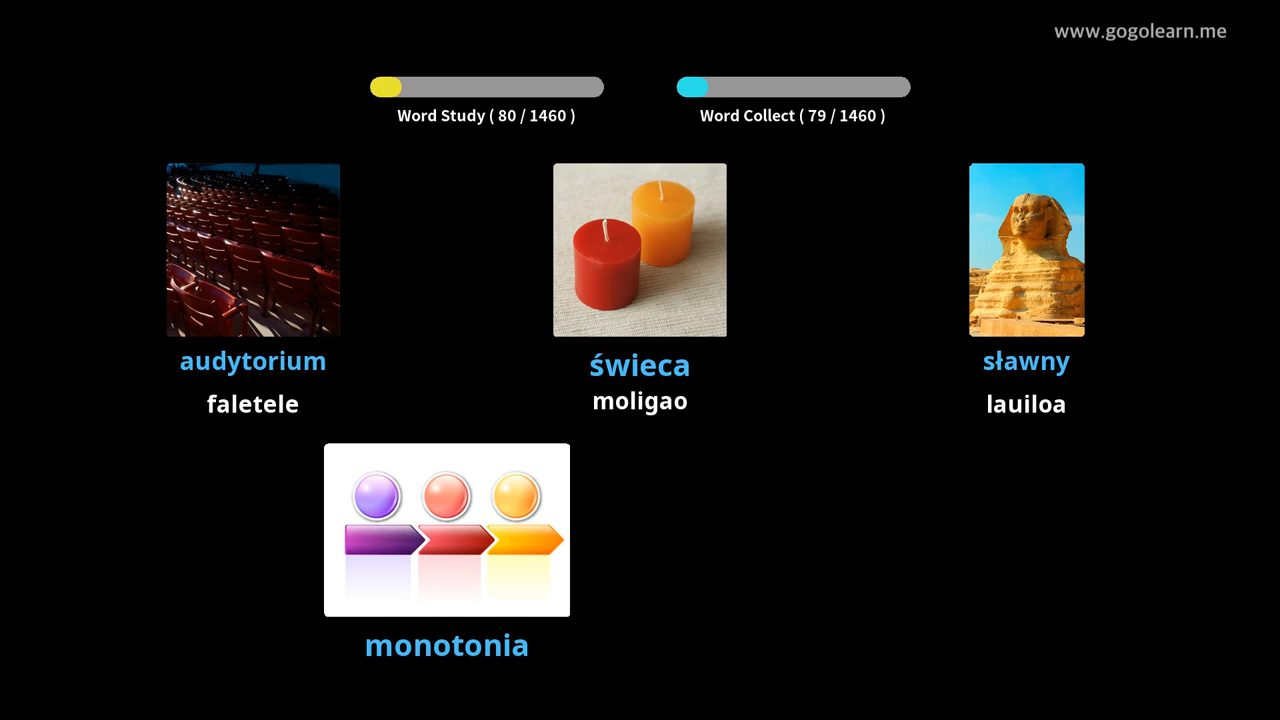 www.gogolearn.me
Word Study ( 80 / 1460 )
Word Collect ( 79 / 1460 )
audytorium
faletele
świeca
moligao
sławny
lauiloa
monotonia